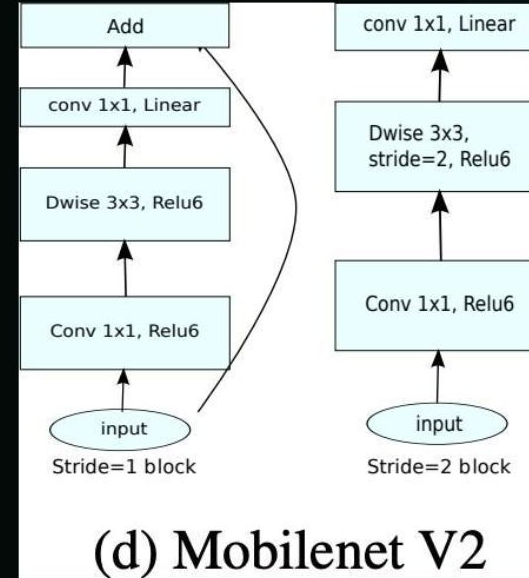 Add
conv 1x1, Linear
Dwise 3x3, Relu6
Conv 1x1, Relu6
input
Stride=1 block
conv 1x1, Linear
Dwise 3x3,
stride=2, Relu6
Conv 1x1, Relu6
input
Stride=2 block
(d) Mobilenet V2